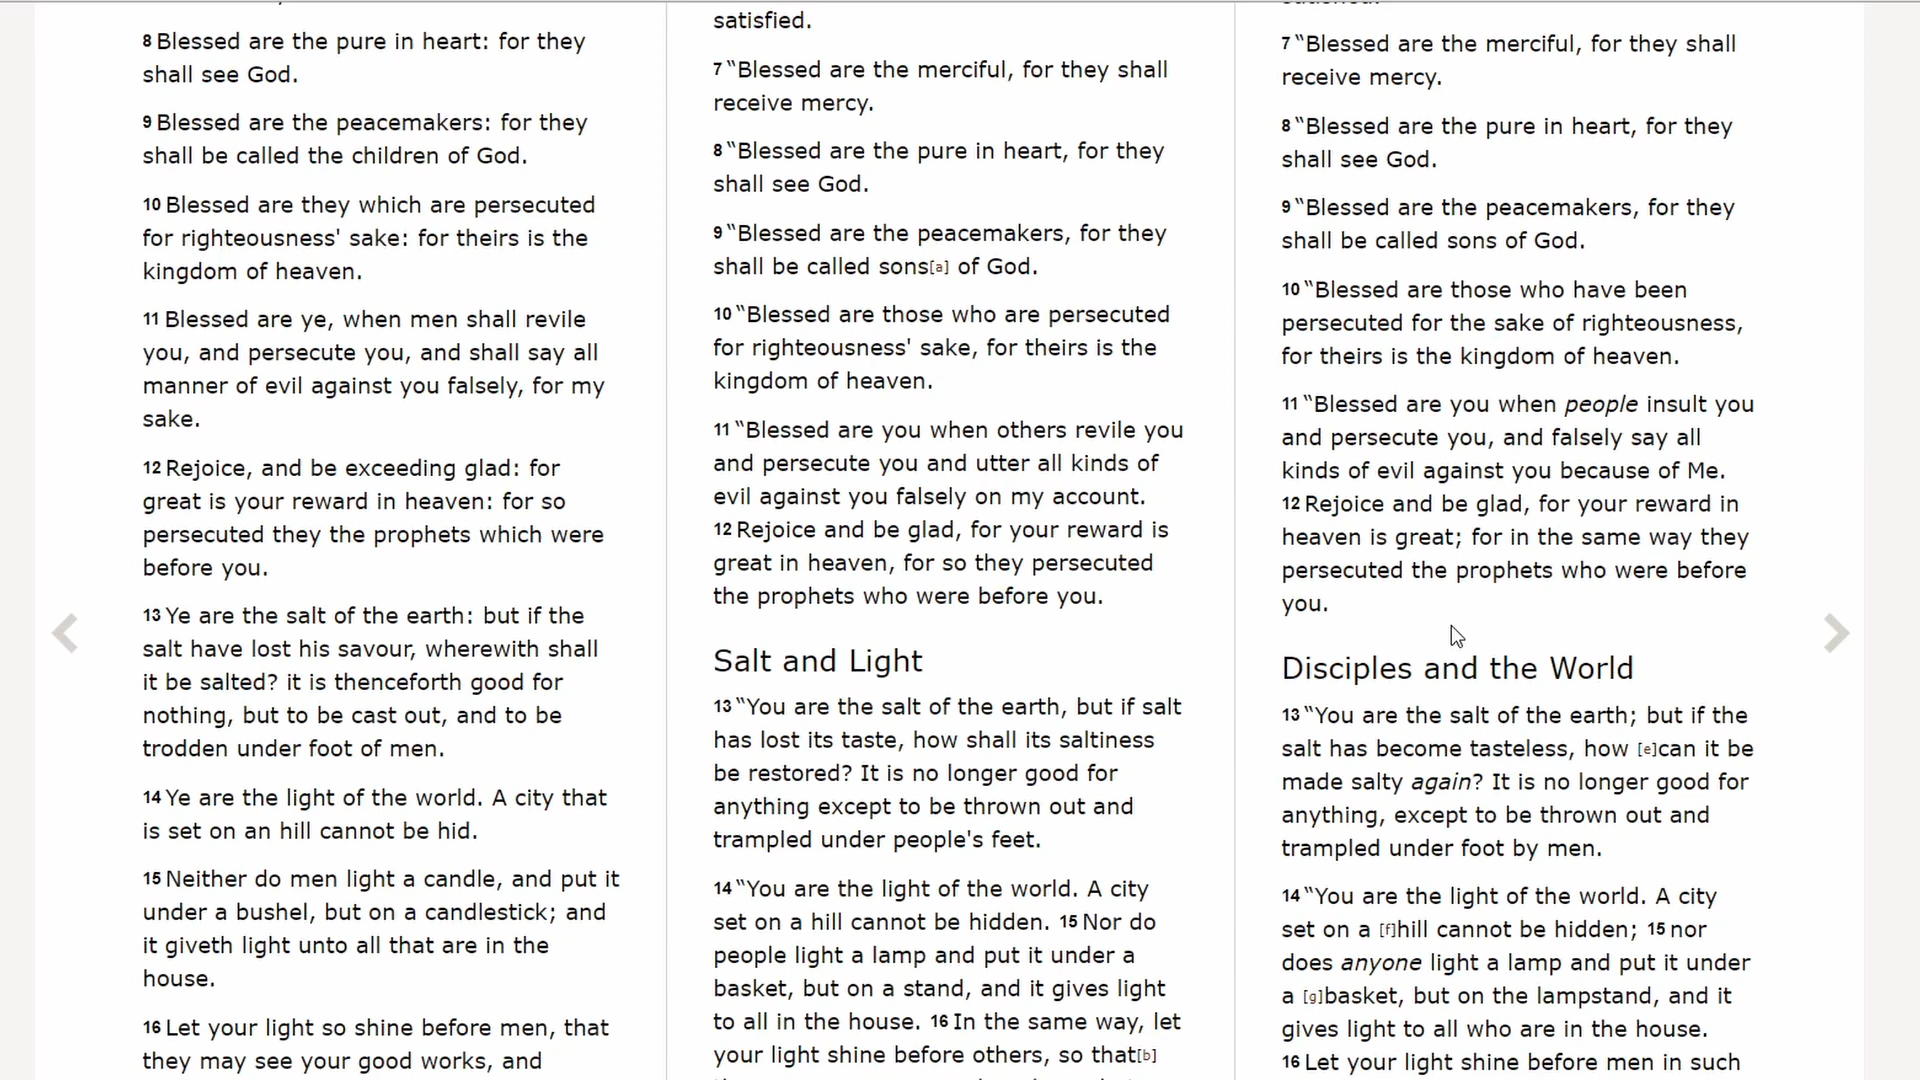 8 Blessed are the pure in heart: for they
shall see God.
9 Blessed are the peacemakers: for they
shall be called the children of God.
10 Blessed are they which are persecuted
for righteousness' sake: for theirs is the
kingdom of heaven.
11 Blessed are ye, when men shall revile
you, and persecute you, and shall say all
manner of evil against you falsely, for my
sake.
12 Rejoice, and be exceeding glad: for
great is your reward in heaven: for so
persecuted they the prophets which were
before you.
13 Ye are the salt of the earth: but if the
salt have lost his savour, wherewith shall
it be salted? it is thenceforth good for
nothing, but to be cast out, and to be
trodden under foot of men.
14 Ye are the light of the world. A city that
is set on an hill cannot be hid.
15 Neither do men light a candle, and put it
under a bushel, but on a candlestick; and
it giveth light unto all that are in the
house.
16 Let your light so shine before men, that
they may see your good works, and
satisfied.
7 “Blessed are the merciful, for they shall
receive mercy.
8 “Blessed are the pure in heart, for they
shall see God.
9 “Blessed are the peacemakers, for they
shall be called sons[a] of God.
10 “Blessed are those who are persecuted
for righteousness' sake, for theirs is the
kingdom of heaven.
11 “Blessed are you when others revile you
and persecute you and utter all kinds of
evil against you falsely on my account.
12 Rejoice and be glad, for your reward is
great in heaven, for so they persecuted
the prophets who were before you.
Salt and Light
13 “You are the salt of the earth, but if salt
has lost its taste, how shall its saltiness
be restored? It is no longer good for
anything except to be thrown out and
trampled under people's feet.
14 “You are the light of the world. A city
set on a hill cannot be hidden. 15 Nor do
people light a lamp and put it under a
basket, but on a stand, and it gives light
to all in the house. 16 In the same way, let
your light shine before others, so that[b]
7 “Blessed are the merciful, for they shall
receive mercy.
8 “Blessed are the pure in heart, for they
shall see God.
9 “Blessed are the peacemakers, for they
shall be called sons of God.
10 “Blessed are those who have been
persecuted for the sake of righteousness,
for theirs is the kingdom of heaven.
11 “Blessed are you when people insult you
and persecute you, and falsely say all
kinds of evil against you because of Me.
12 Rejoice and be glad, for your reward in
heaven is great; for in the same way they
persecuted the prophets who were before
you.
Disciples and the World
13 “You are the salt of the earth; but if the
salt has become tasteless, how [e]can it be
made salty again? It is no longer good for
anything, except to be thrown out and
trampled under foot by men.
14 “You are the light of the world. A city
set on a [f]hill cannot be hidden; 15 nor
does anyone light a lamp and put it under
a [g]basket, but on the lampstand, and it
gives light to all who are in the house.
16 Let your light shine before men in such